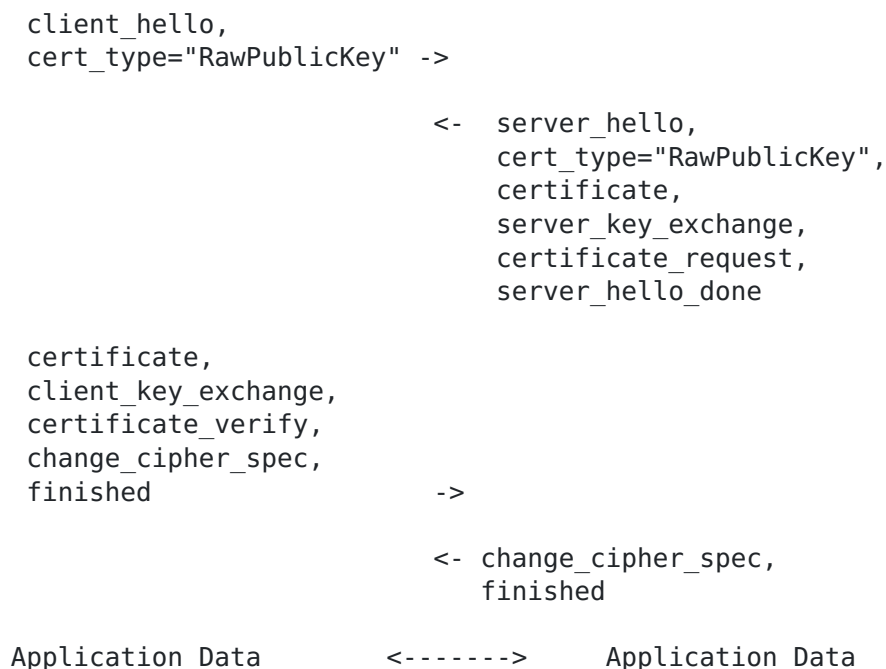 client_hello,
cert_type="RawPublicKey" ->
<- server_hello,
cert_type="RawPublicKey",
certificate,
server_key_exchange,
certificate_request,
server_hello_done
certificate,
client_key_exchange,
certificate_verify,
change_cipher_spec,
finished ->
<- change_cipher_spec,
finished
Application Data <-------> Application Data